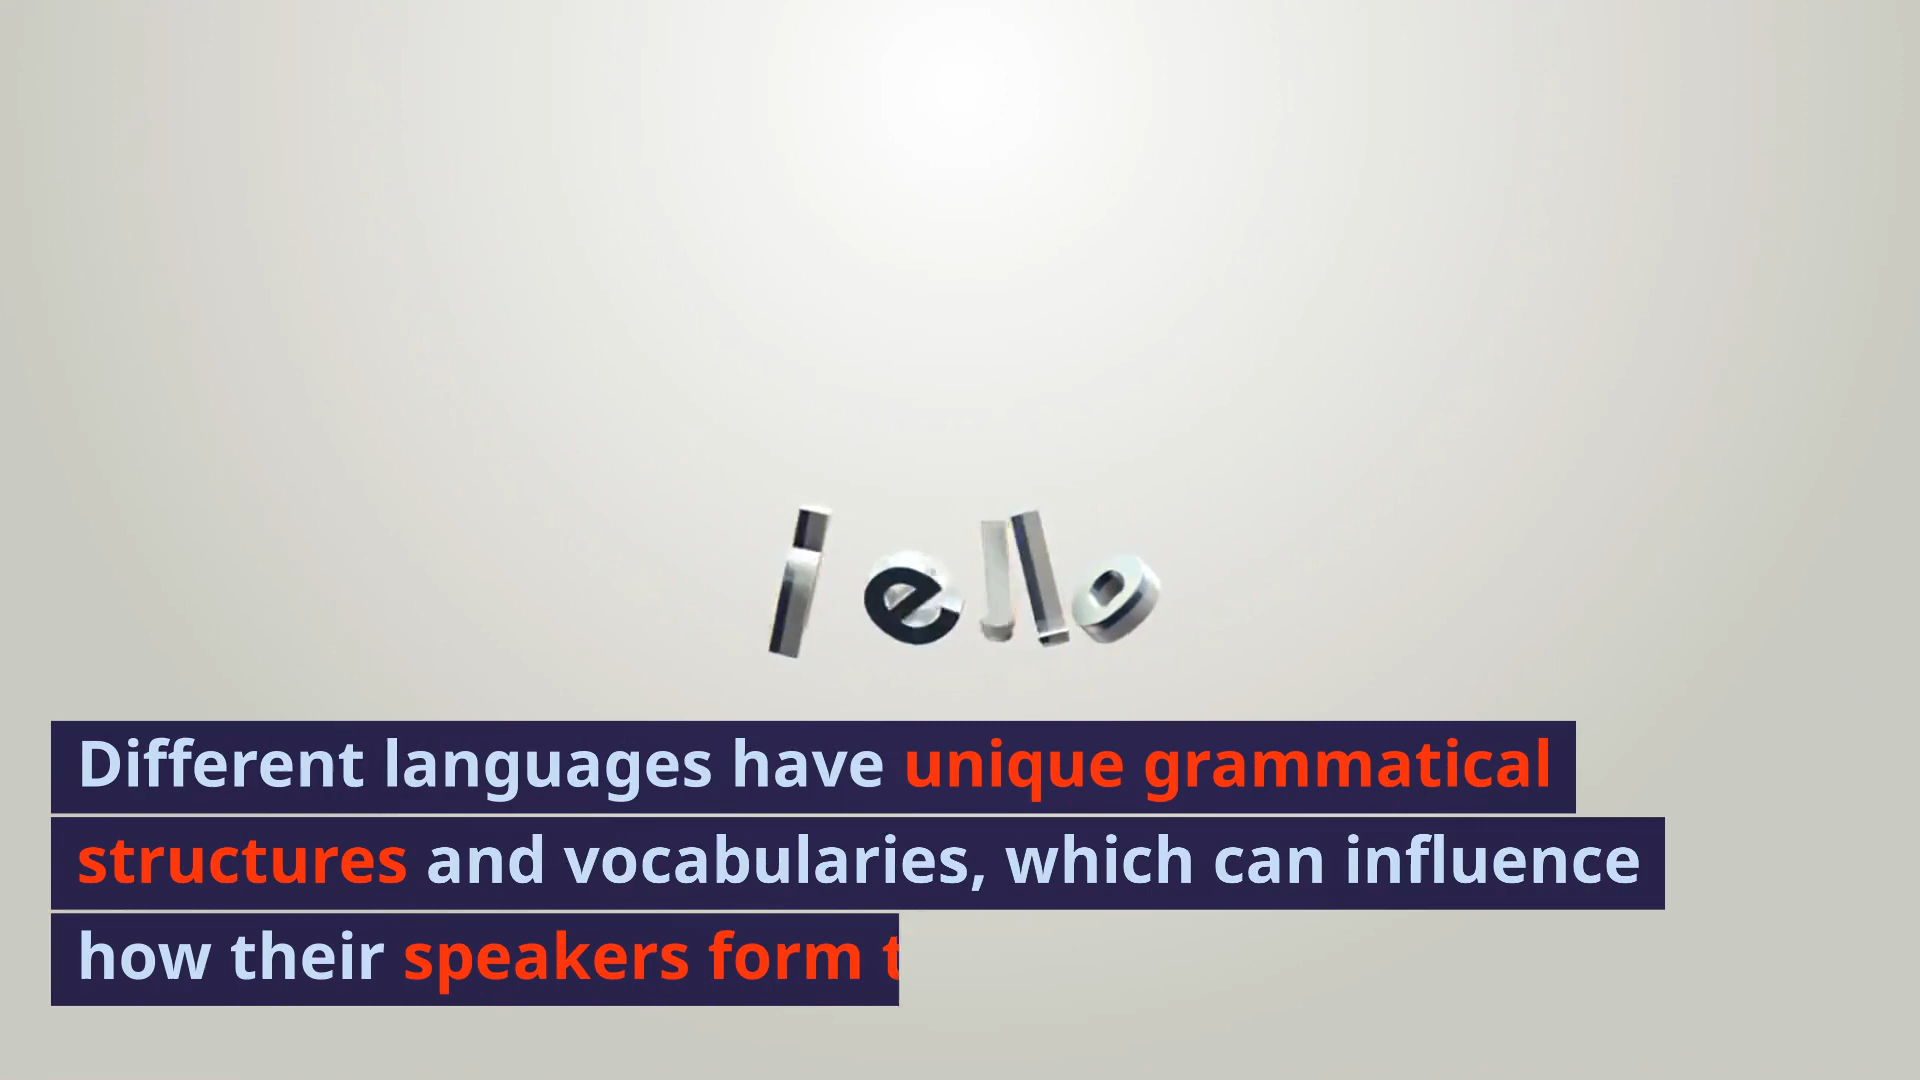 Different languages have unique grammatical
structures and vocabularies, which can influence
how their speakers form